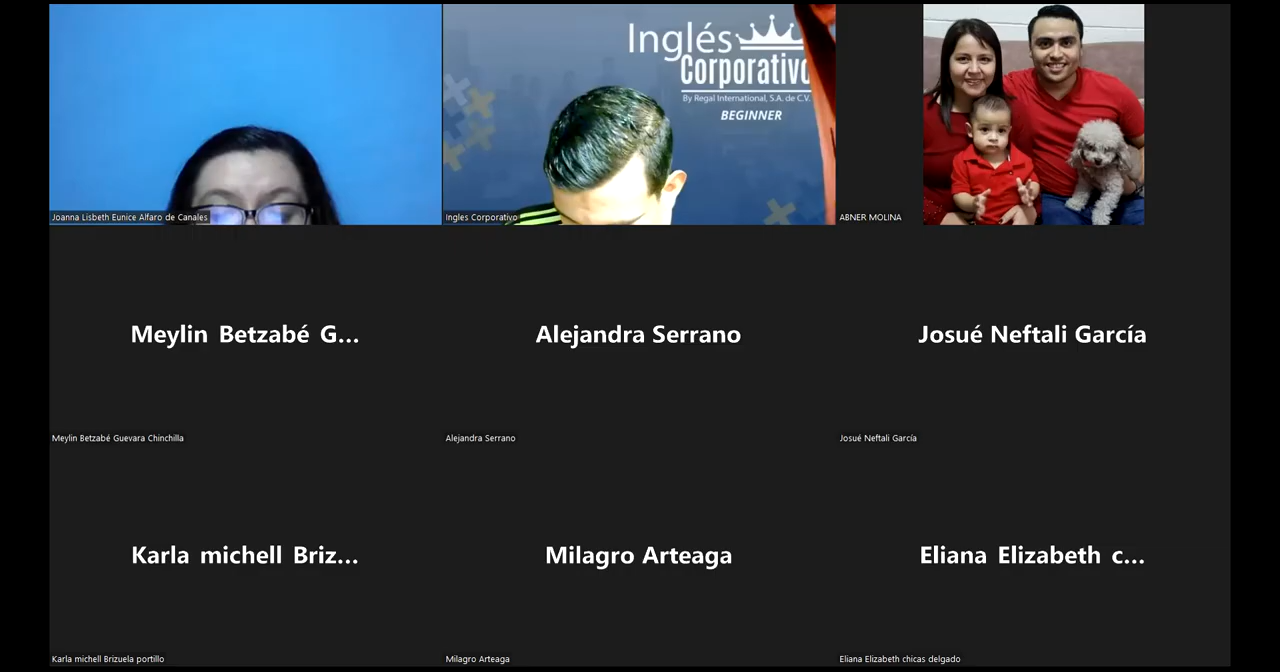 Inglés
Corporativo
By Regal International, S.A. de C.V.
BEGINNER
Joanna Lisbeth Eunice Alfaro de Canales
Ingles Corporativo
ABNER MOLINA
Meylin Betzabé G...
Alejandra Serrano
Josué Neftali García
Meylin Betzabé Guevara Chinchilla
Alejandra Serrano
Josué Neftali García
Karla michell Briz...
Milagro Arteaga
Eliana Elizabeth c...
Karla michell Brizuela portillo
Milagro Arteaga
Eliana Elizabeth chicas delgado